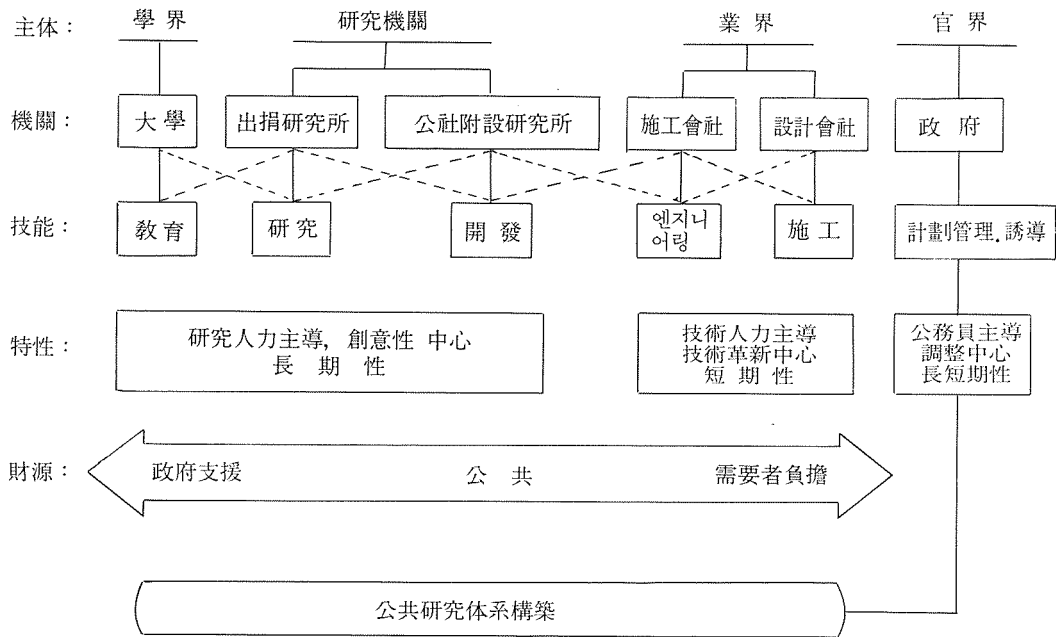 主体 : 學 界 研究機關 業 界 官 界
機關 : 大學 出捐研究所 公社附設研究所 施工會社 設計會社 政 府
技能 : 敎育 研 究 開 發 엔지니 施 工 計劃管理. 誘導
어링
特性 : 研究人力主導, 創意性 中心
長 期 性
技術人力主導
技術革新中心
短 期 性
公務員主導
調整中心
長短期性
財源 : 政府支援 公 共 需要者負擔
公共研究体系構築